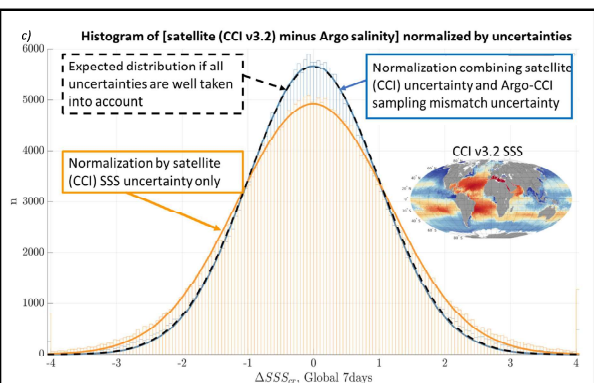 c) Histogram of [satellite (CCI v3.2) minus Argo salinity] normalized by uncertainties
6000
5000
4000
3000
2000
1000
0
n
Expected distribution if all
uncertainties are well taken
into account
Normalization combining satellite
(CCI) uncertainty and Argo-CCI
sampling mismatch uncertainty
Normalization by satellite
(CCI) SSS uncertainty only
CCI v3.2 SSS
-4
-3
-2
-1
0
1
2
3
4
ΔSSS, Global 7days